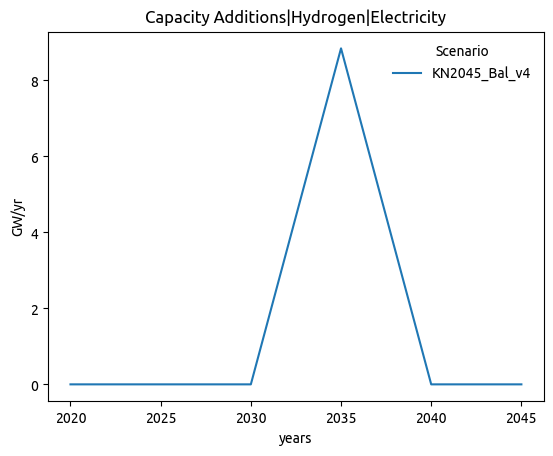 Capacity Additions|Hydrogen|Electricity
Scenario
KN2045_Bal_v4
8
6
4
2
0
GW/yr
2020 2025 2030 2035 2040 2045
years